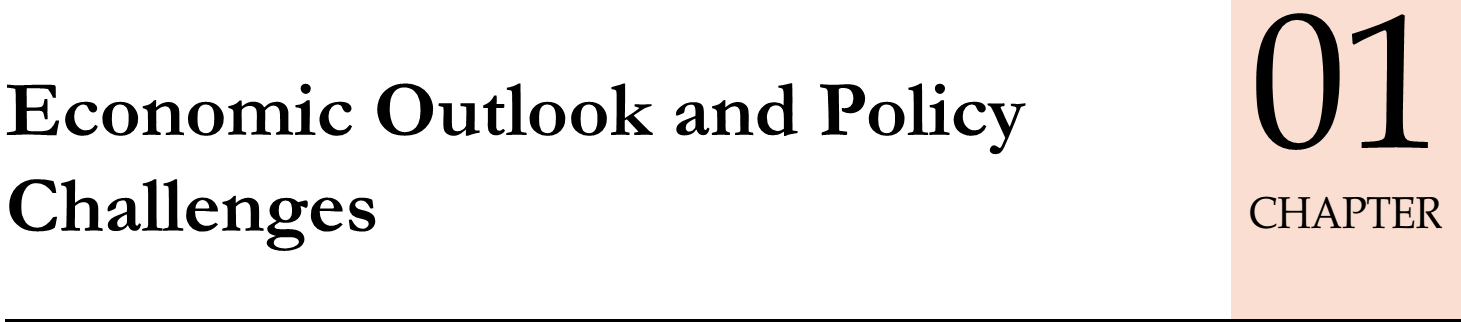 Economic Outlook and Policy
Challenges
01
CHAPTER